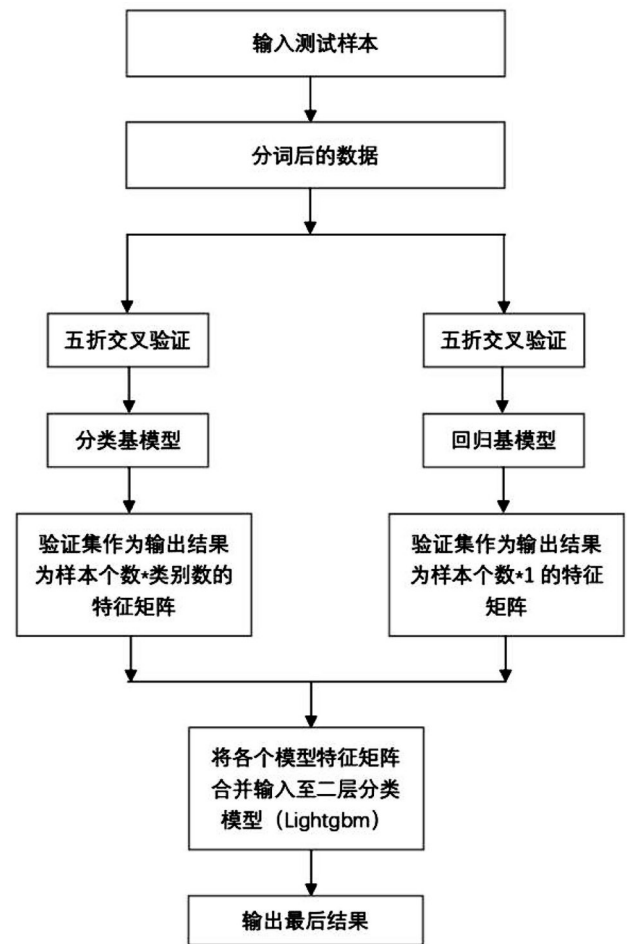 输入测试样本
分词后的数据
五折交叉验证
五折交叉验证
分类基模型
回归基模型
验证集作为输出结果
为样本个数*类别数的
特征矩阵
验证集作为输出结果
为样本个数*1 的特征
矩阵
将各个模型特征矩阵
合并输入至二层分类
模型（Lightgbm）
输出最后结果